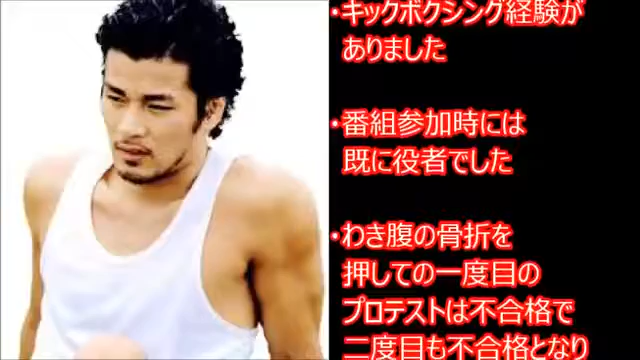 ・キックボクシング経験が
ありました
・番組参加時には
既に役者でした
・わき腹の骨折を
押しての一度目の
プロテストは不合格で
二度目も不合格となり